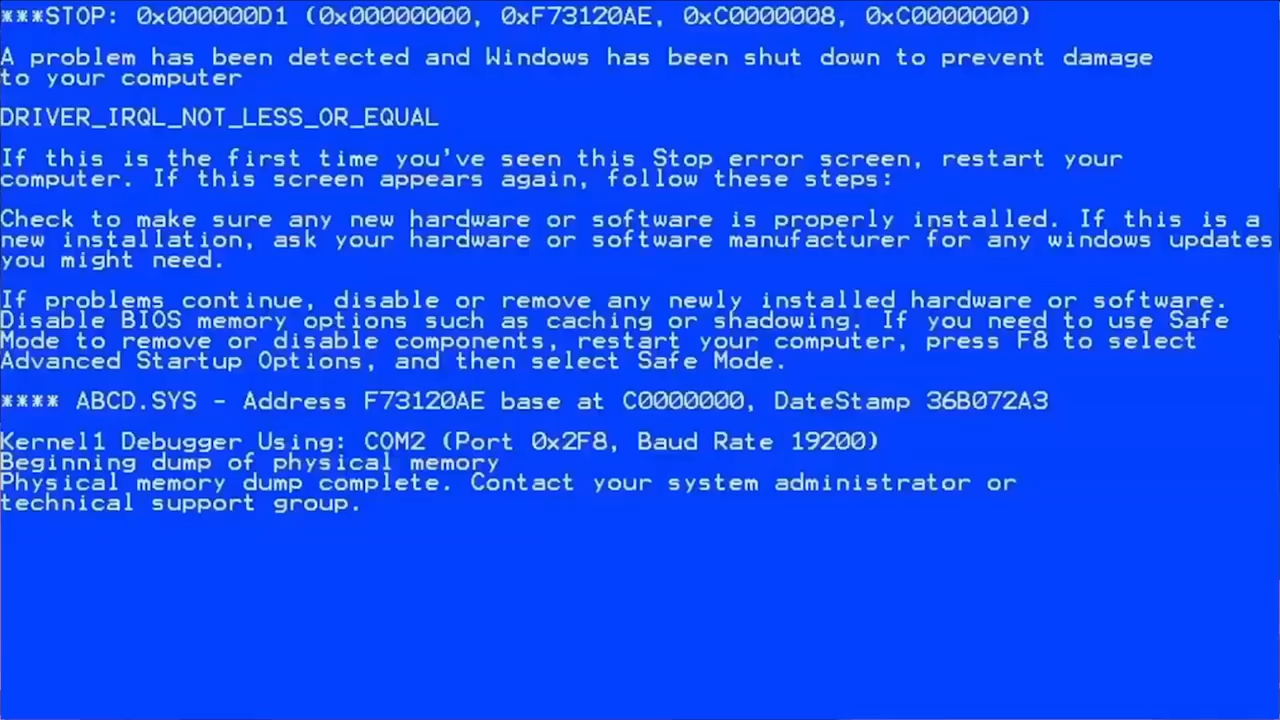 ***STOP: 0x000000D1 (0x00000000, 0xF73120AE, 0xC0000008, 0xC0000000)
A problem has been detected and Windows has been shut down to prevent damage
to your computer
DRIVER_IRQL_NOT_LESS_OR_EQUAL
If this is the first time you've seen this Stop error screen, restart your
computer. If this screen appears again, follow these steps:
Check to make sure any new hardware or software is properly installed. If this is a
new installation, ask your hardware or software manufacturer for any windows updates
you might need.
If problems continue, disable or remove any newly installed hardware or software.
Disable BIOS memory options such as caching or shadowing. If you need to use Safe
Mode to remove or disable components, restart your computer, press F8 to select
Advanced Startup Options, and then select Safe Mode.
**** ABCD.SYS - Address F73120AE base at C0000000, DateStamp 36B072A3
Kernel1 Debugger Using: COM2 (Port 0x2F8, Baud Rate 19200)
Beginning dump of physical memory
Physical memory dump complete. Contact your system administrator or
technical support group.